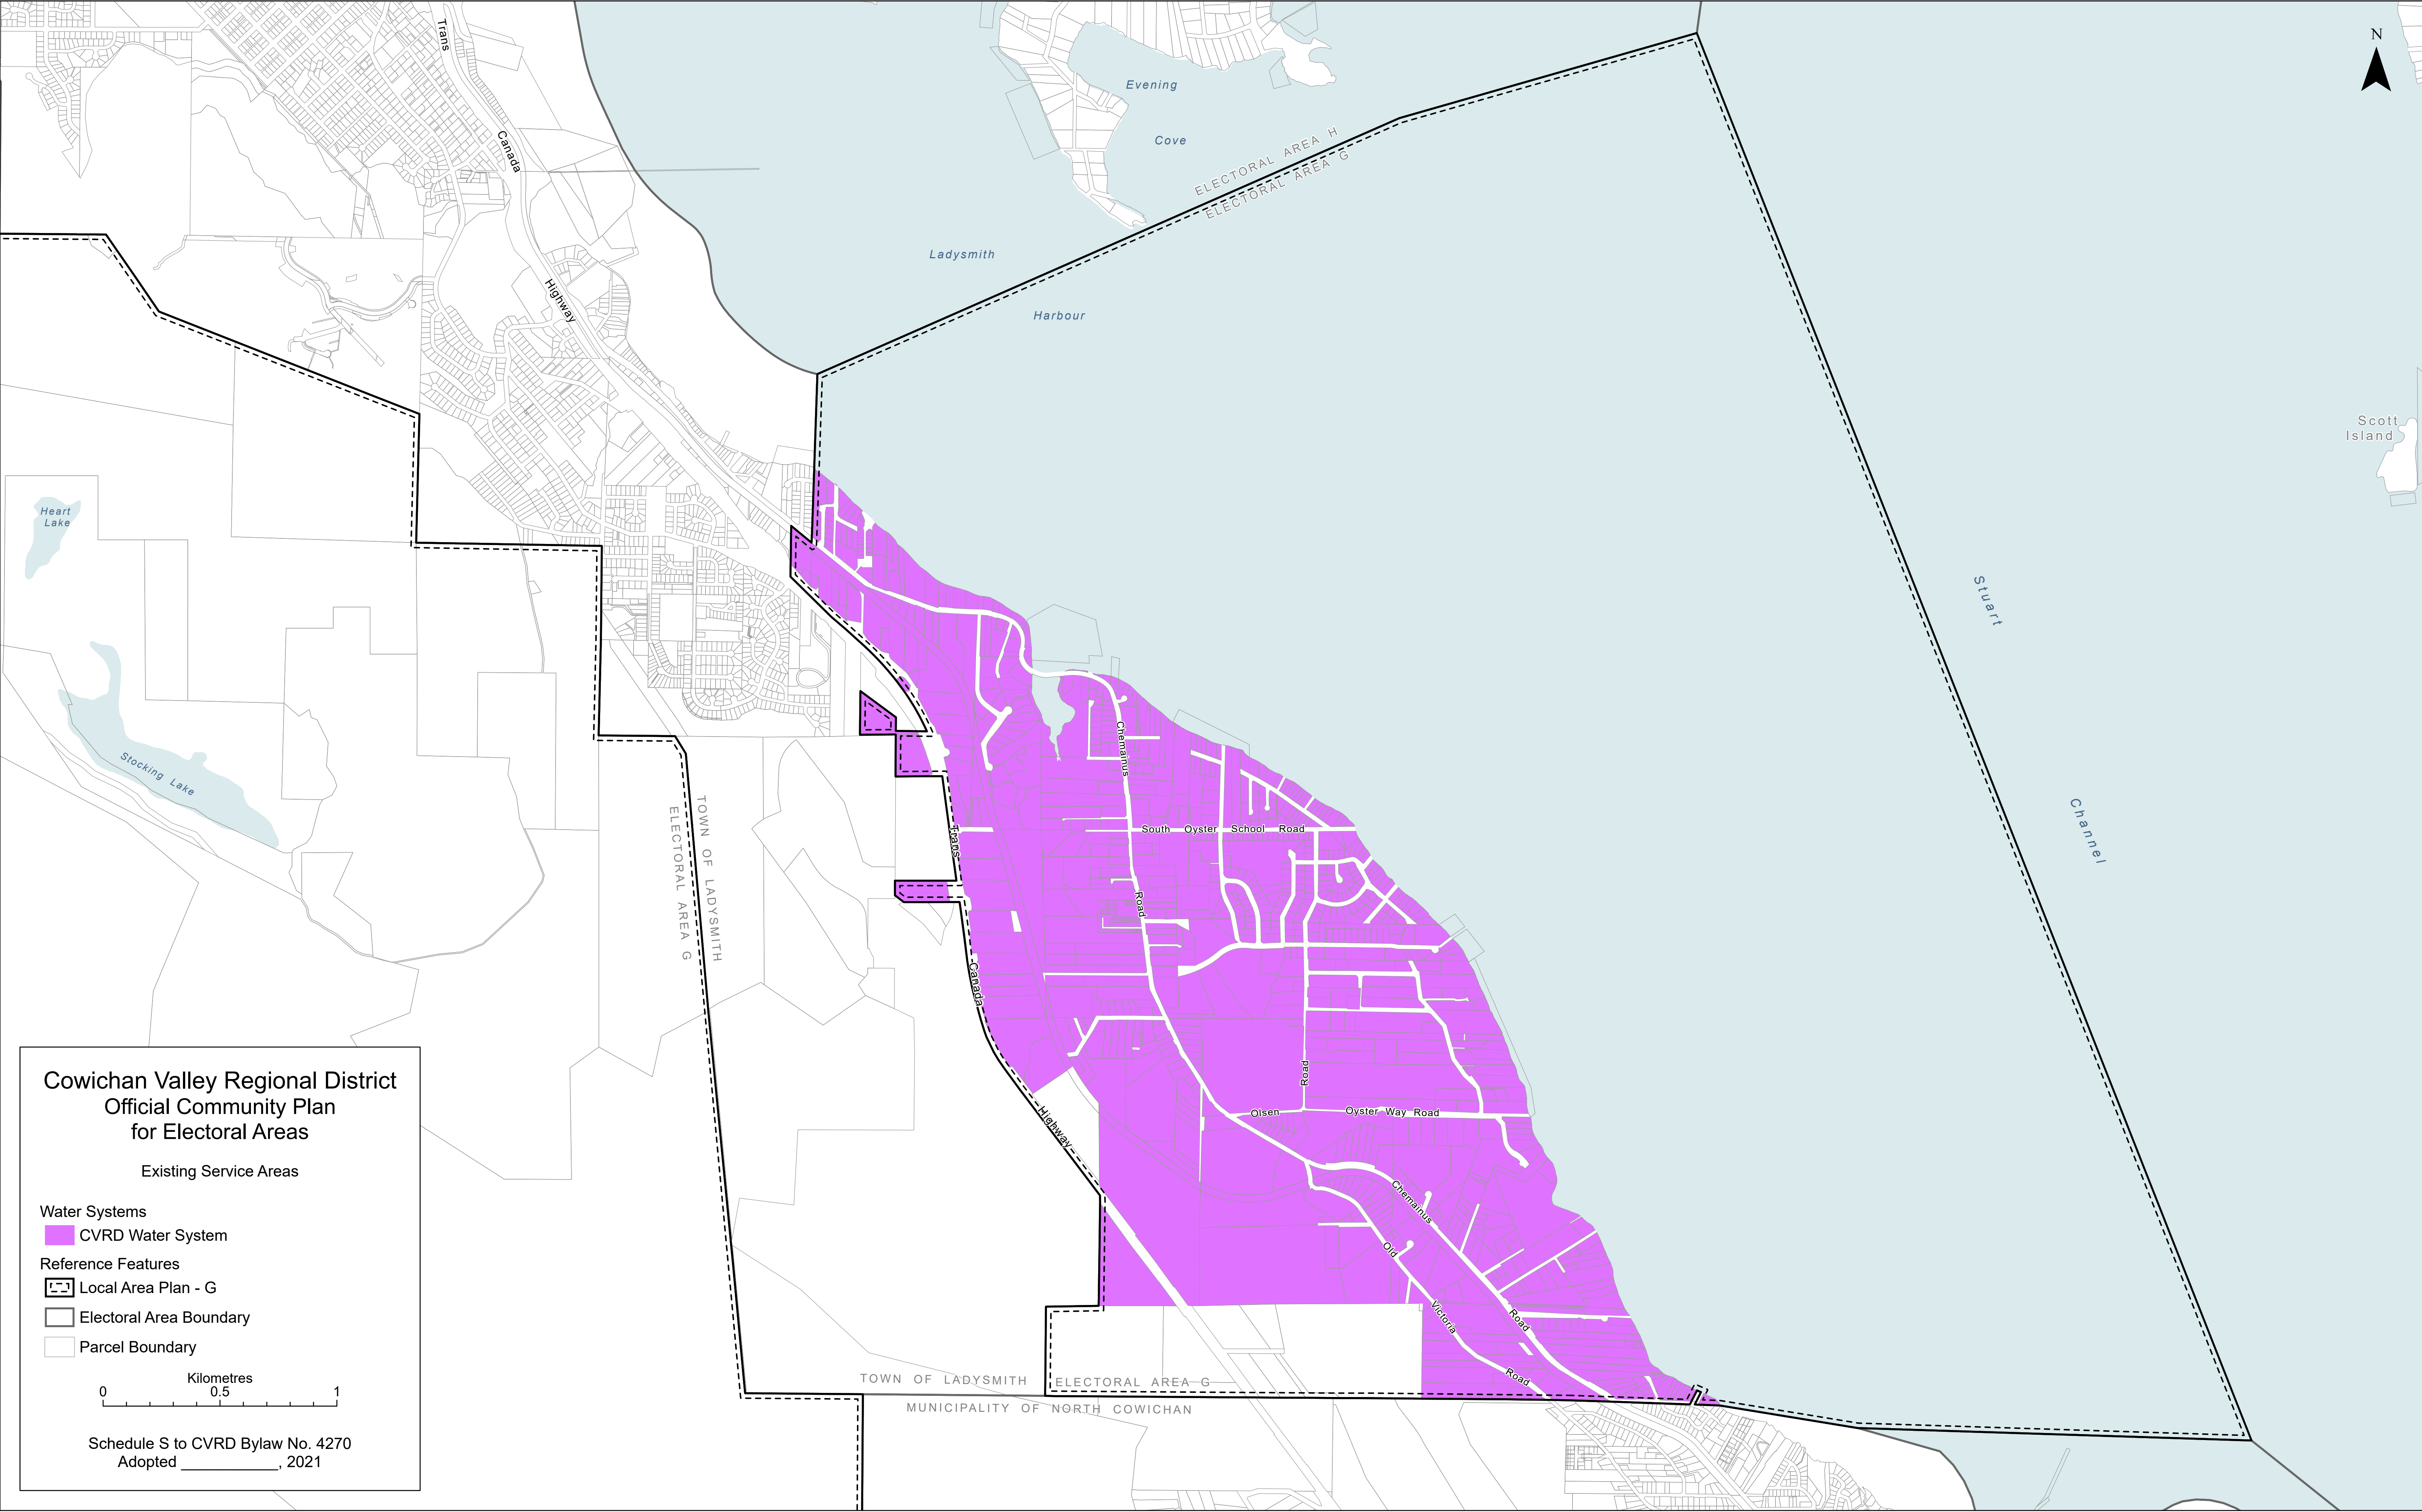 N
Trans
Canada
Highway
Evening
Cove
ELECTORAL AREA H
ELECTORAL AREA G
Ladysmith
Harbour
Scott
Island
Heart
Lake
Stocking Lake
Stuart
Channel
TOWN OF LADYSMITH
ELECTORAL AREA G
Trans
Canada
Highway
Chemainus
Road
South Oyster School Road
Road
Olsen
Oyster Way Road
Chemainus
Road
Old
Victoria
Road
TOWN OF LADYSMITH
ELECTORAL AREA G
MUNICIPALITY OF NORTH COWICHAN
Cowichan Valley Regional District
Official Community Plan
for Electoral Areas
Existing Service Areas
Water Systems
CVRD Water System
Reference Features
Local Area Plan - G
Electoral Area Boundary
Parcel Boundary
Kilometres
0 0.5 1
Schedule S to CVRD Bylaw No. 4270
Adopted ____________, 2021